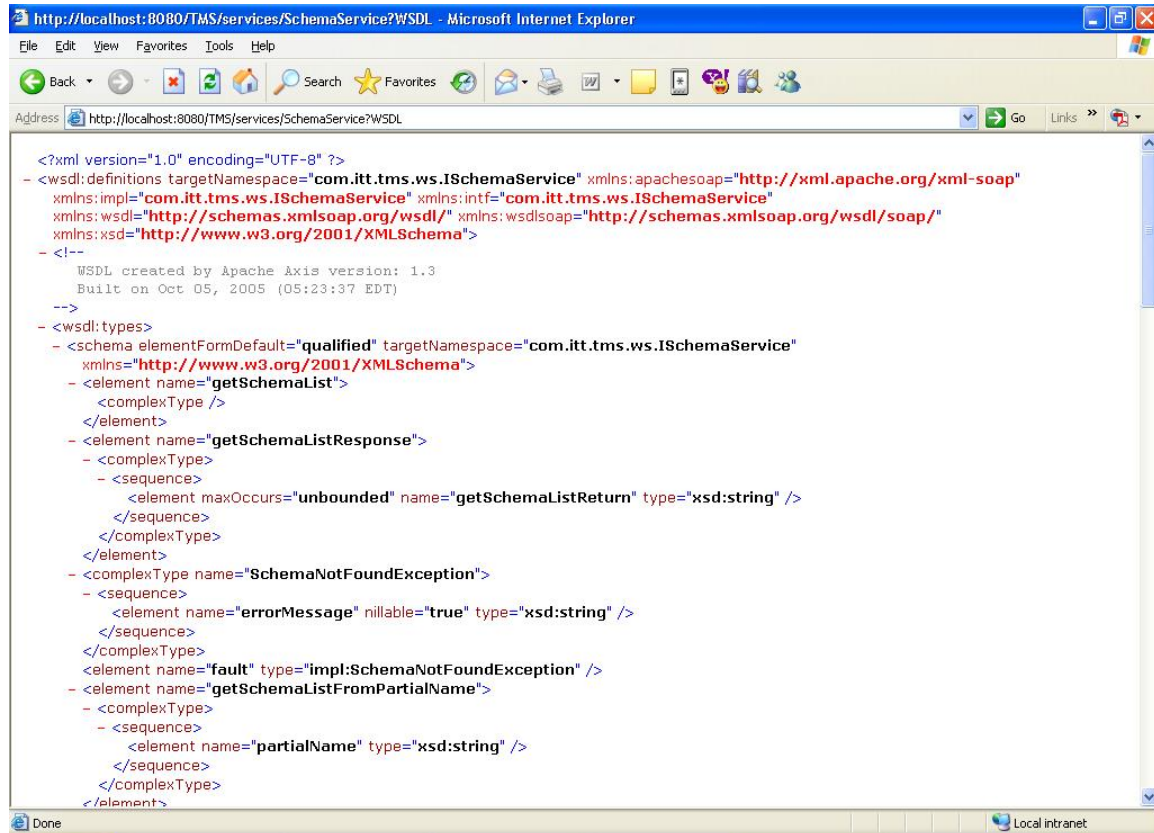 http://localhost:8080/TMS/services/SchemaService?WSDL - Microsoft Internet Explorer
File Edit View Favorites Tools Help
Back Search Favorites
Address http://localhost:8080/TMS/services/SchemaService?WSDL Go Links »
<?xml version="1.0" encoding="UTF-8" ?>
- <wsdl:definitions targetNamespace="com.itt.tms.ws.ISchemaService" xmlns:apachesoap="http://xml.apache.org/xml-soap"
xmlns:impl="com.itt.tms.ws.ISchemaService" xmlns:intf="com.itt.tms.ws.ISchemaService"
xmlns:wsdl="http://schemas.xmlsoap.org/wsdl/" xmlns:wsdlsoap="http://schemas.xmlsoap.org/wsdl/soap/"
xmlns:xsd="http://www.w3.org/2001/XMLSchema">
- <!--
WSDL created by Apache Axis version: 1.3
Built on Oct 05, 2005 (05:23:37 EDT)
-->
- <wsdl:types>
- <schema elementFormDefault="qualified" targetNamespace="com.itt.tms.ws.ISchemaService"
xmlns="http://www.w3.org/2001/XMLSchema">
- <element name="getSchemaList">
<complexType />
</element>
- <element name="getSchemaListResponse">
- <complexType>
- <sequence>
<element maxOccurs="unbounded" name="getSchemaListReturn" type="xsd:string" />
</sequence>
</complexType>
</element>
- <complexType name="SchemaNotFoundException">
- <sequence>
<element name="errorMessage" nillable="true" type="xsd:string" />
</sequence>
</complexType>
<element name="fault" type="impl:SchemaNotFoundException" />
- <element name="getSchemaListFromPartialName">
- <complexType>
- <sequence>
<element name="partialName" type="xsd:string" />
</sequence>
</complexType>
</element>
Done Local intranet